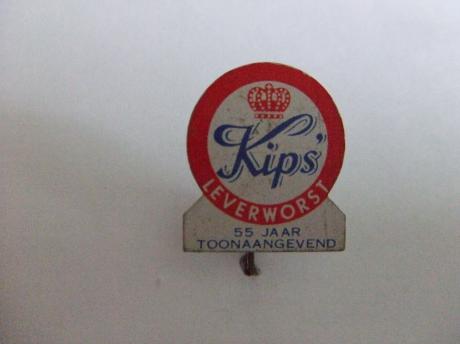 Kips'
LEVERWORST
55 JAAR
TOONAANGEVEND